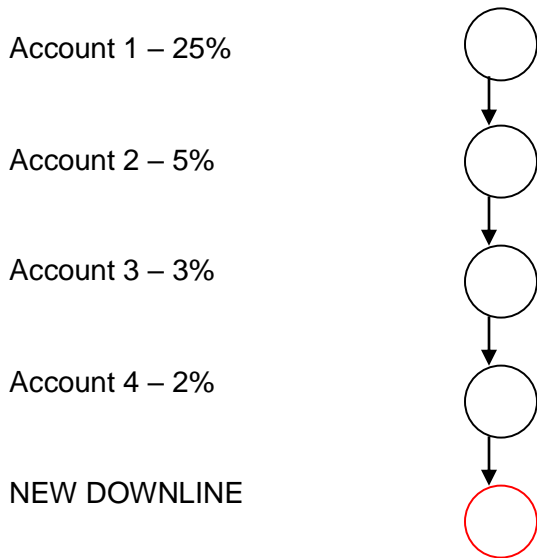 Account 1 – 25%
Account 2 – 5%
Account 3 – 3%
Account 4 – 2%
NEW DOWNLINE